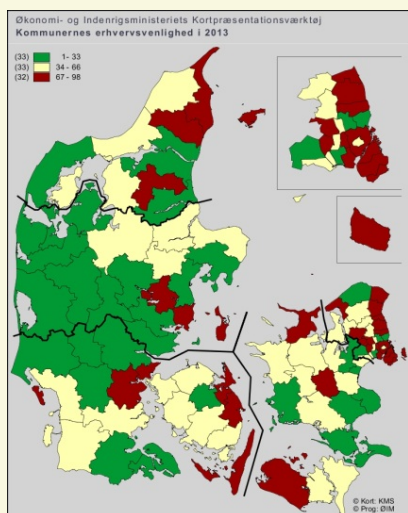 Økonomi- og Indenrigsministeriets Kortpræsentationsværktøj
Kommunernes erhvervsvenlighed i 2013
(33) 1- 33
(33) 34 - 66
(32) 67 - 98
© Kort: KMS
© Prog: ØIM